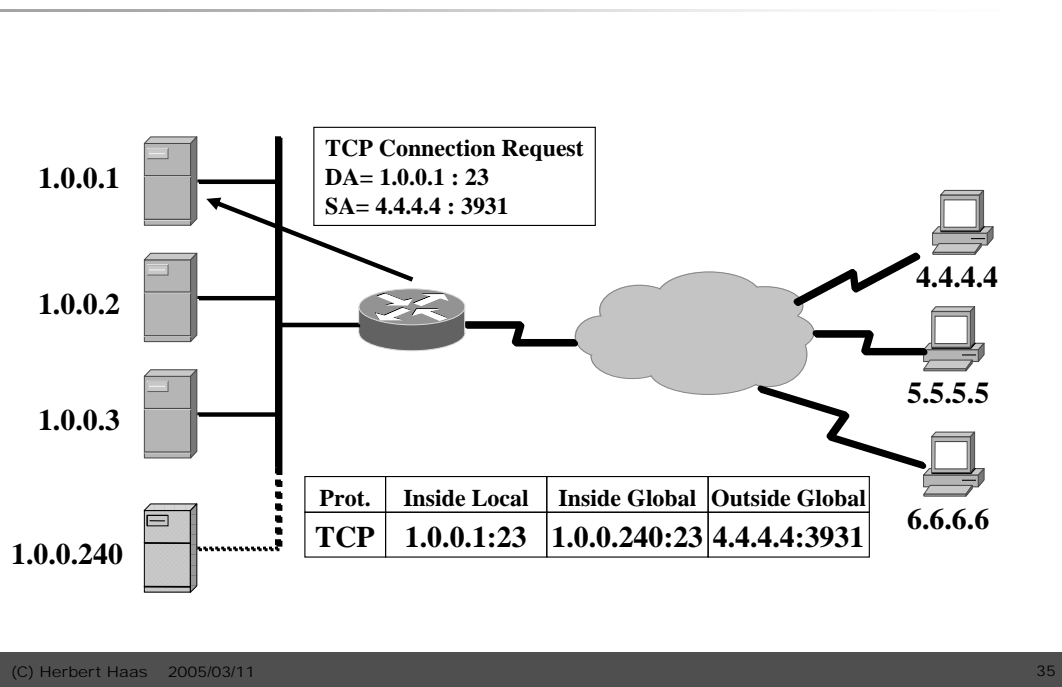 TCP Connection Request
DA= 1.0.0.1 : 23
SA= 4.4.4.4 : 3931
1.0.0.1
1.0.0.2
1.0.0.3
1.0.0.240
4.4.4.4
5.5.5.5
6.6.6.6
Prot. Inside Local Inside Global Outside Global
TCP 1.0.0.1:23 1.0.0.240:23 4.4.4.4:3931
(C) Herbert Haas 2005/03/11 35